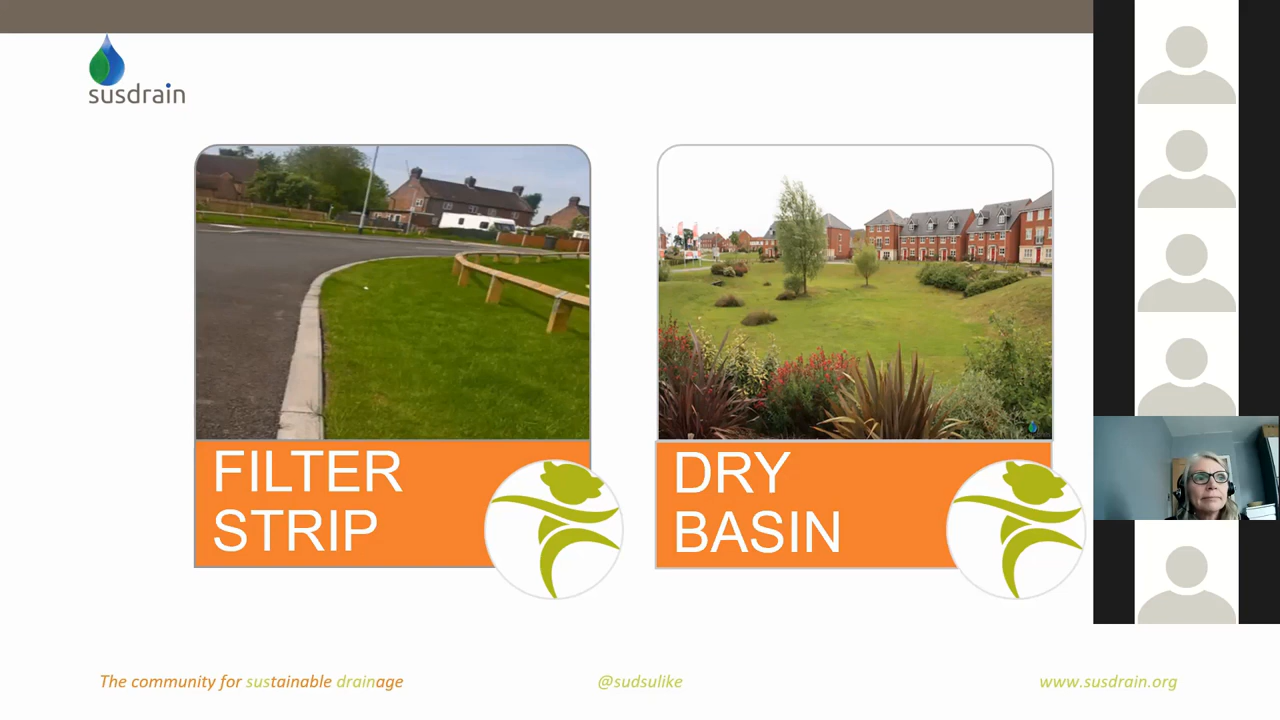 susdrain
FILTER
STRIP
DRY
BASIN
The community for sustainable drainage
@sudsulike
www.susdrain.org